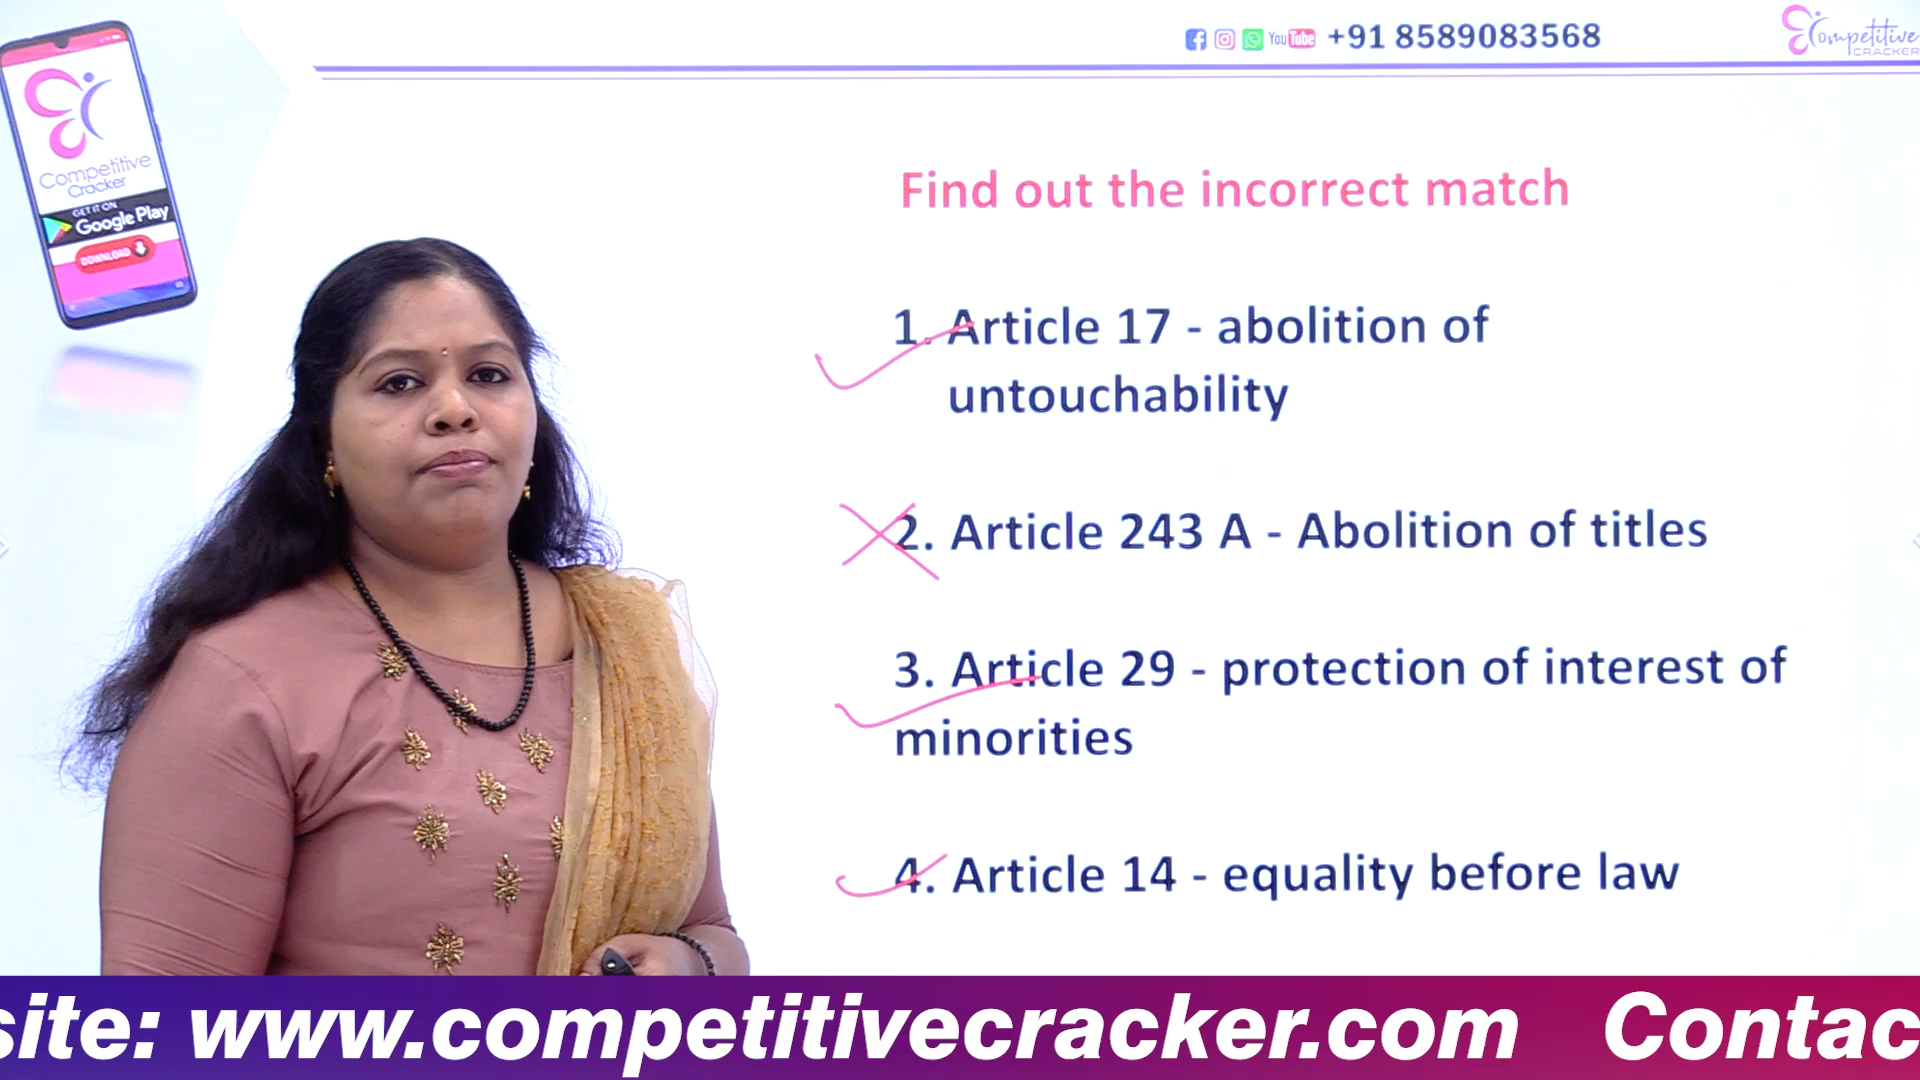 You Tube +91 8589083568
Competitive
CRACKER
Competitive
Cracker
GET IT ON
Google Play
DOWNLOAD
Find out the incorrect match
1. Article 17 - abolition of
untouchability
2. Article 243 A - Abolition of titles
3. Article 29 - protection of interest of
minorities
4. Article 14 - equality before law
site: www.competitivecracker.com Contac